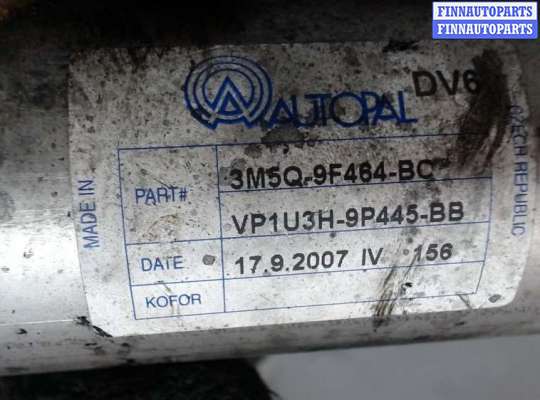 FINNAUTOPARTS
FINNAUTOPARTS
AUTOPAL DV6
MADE IN
CZECH REPUBLIC
PART# 3M5Q-9F464-BC
VP1U3H-9P445-BB
DATE 17.9.2007 IV 156
KOFOR